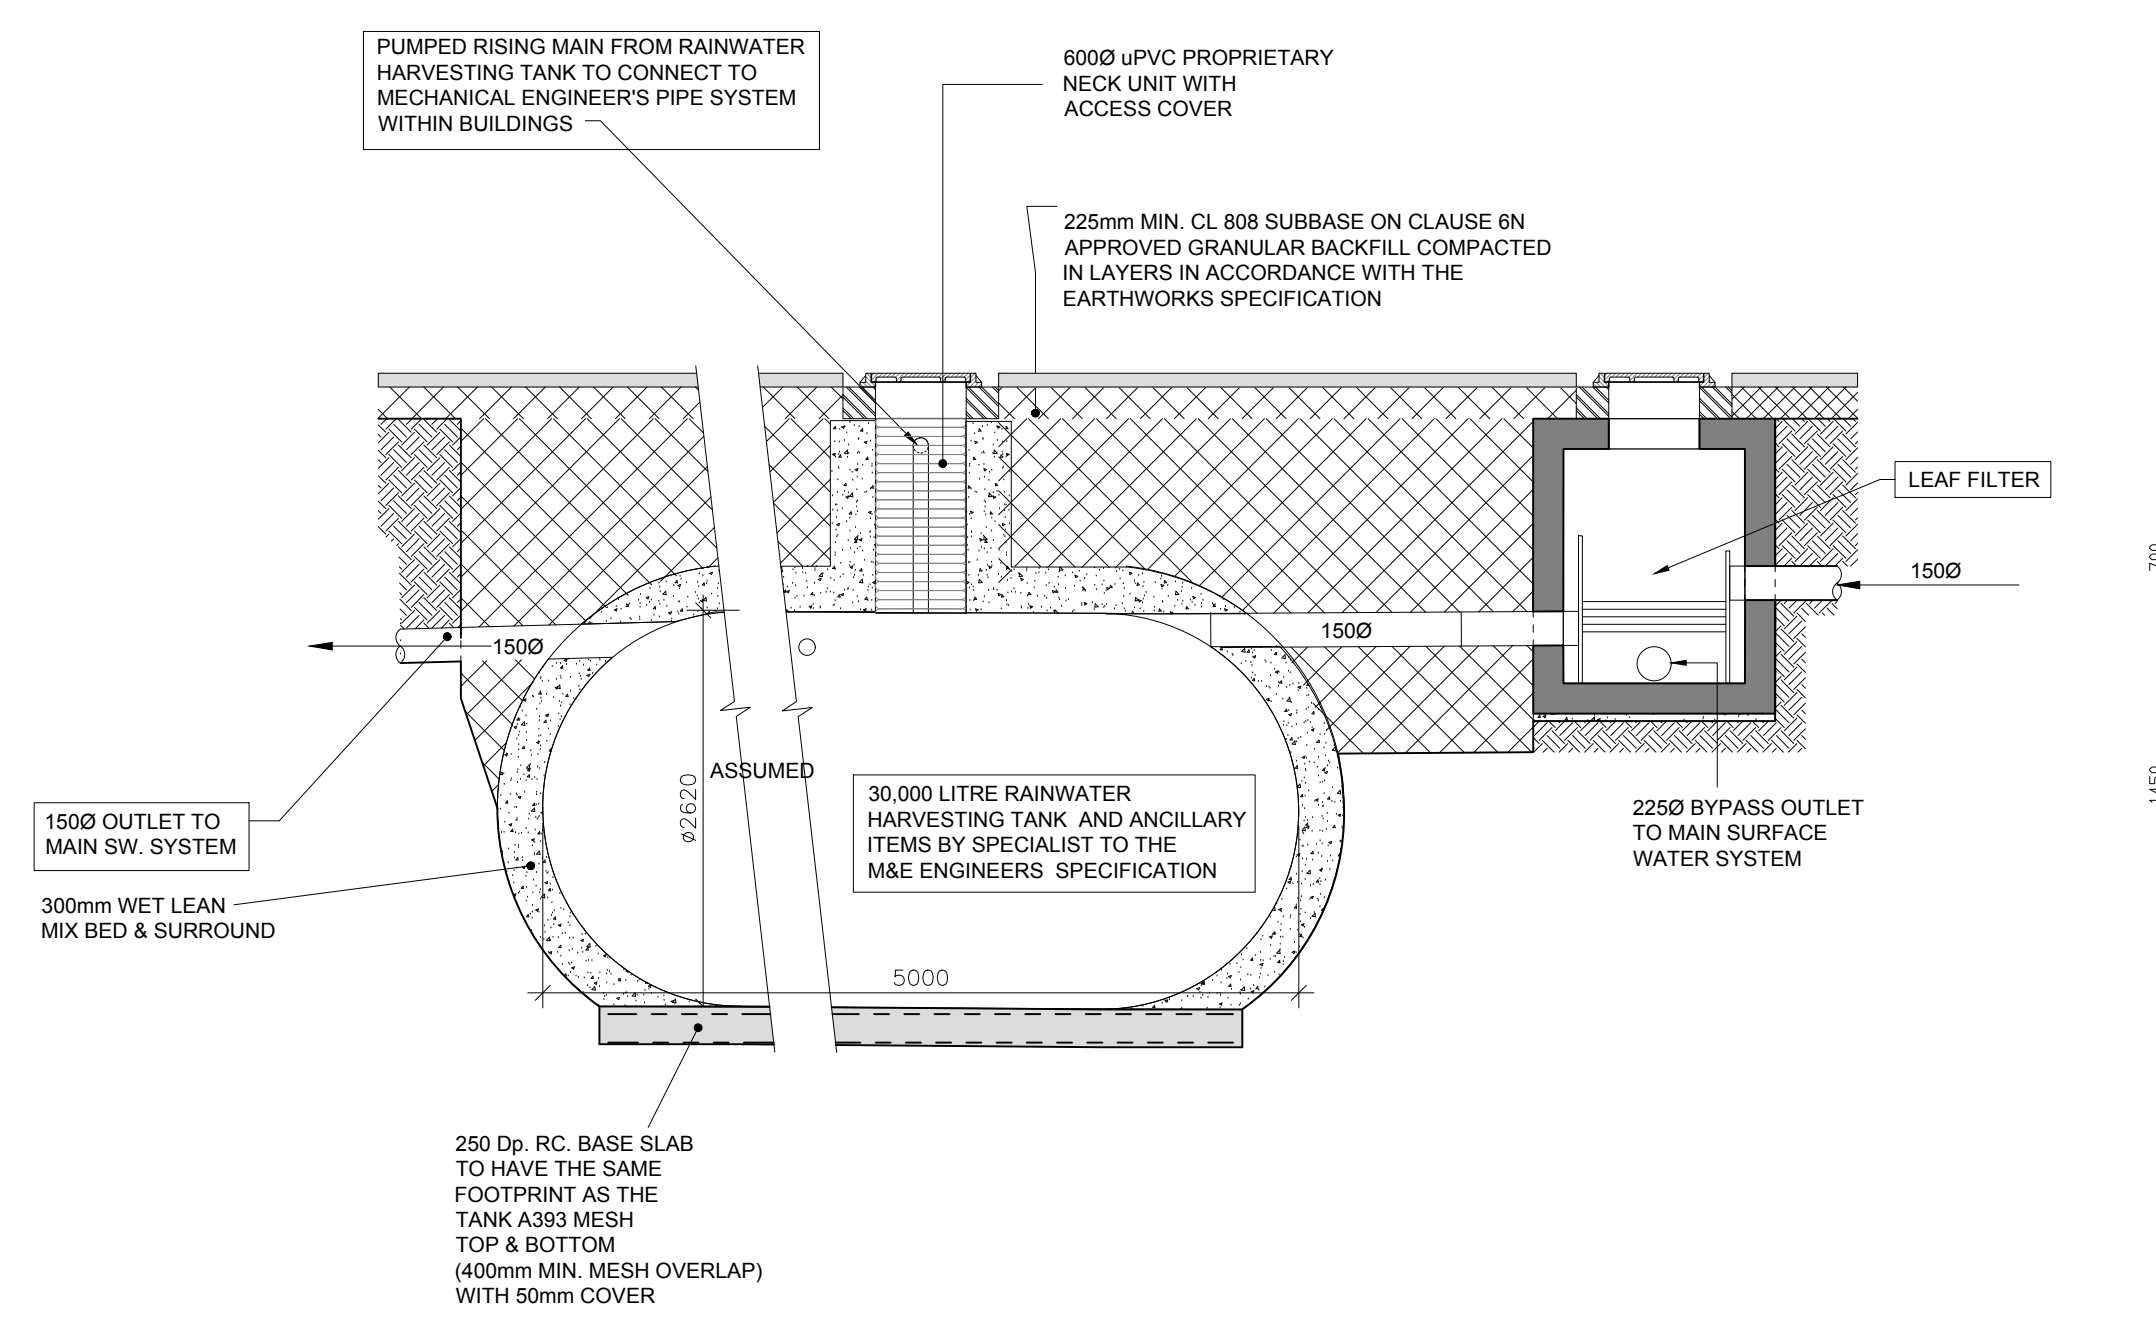 PUMPED RISING MAIN FROM RAINWATER
HARVESTING TANK TO CONNECT TO
MECHANICAL ENGINEER'S PIPE SYSTEM
WITHIN BUILDINGS
600Ø uPVC PROPRIETARY
NECK UNIT WITH
ACCESS COVER
225mm MIN. CL 808 SUBBASE ON CLAUSE 6N
APPROVED GRANULAR BACKFILL COMPACTED
IN LAYERS IN ACCORDANCE WITH THE
EARTHWORKS SPECIFICATION
LEAF FILTER
700
150Ø
150Ø
150Ø
ASSUMED
ø2620
30,000 LITRE RAINWATER
HARVESTING TANK AND ANCILLARY
ITEMS BY SPECIALIST TO THE
M&E ENGINEERS SPECIFICATION
1450
225Ø BYPASS OUTLET
TO MAIN SURFACE
WATER SYSTEM
150Ø OUTLET TO
MAIN SW. SYSTEM
300mm WET LEAN
MIX BED & SURROUND
5000
250 Dp. RC. BASE SLAB
TO HAVE THE SAME
FOOTPRINT AS THE
TANK A393 MESH
TOP & BOTTOM
(400mm MIN. MESH OVERLAP)
WITH 50mm COVER